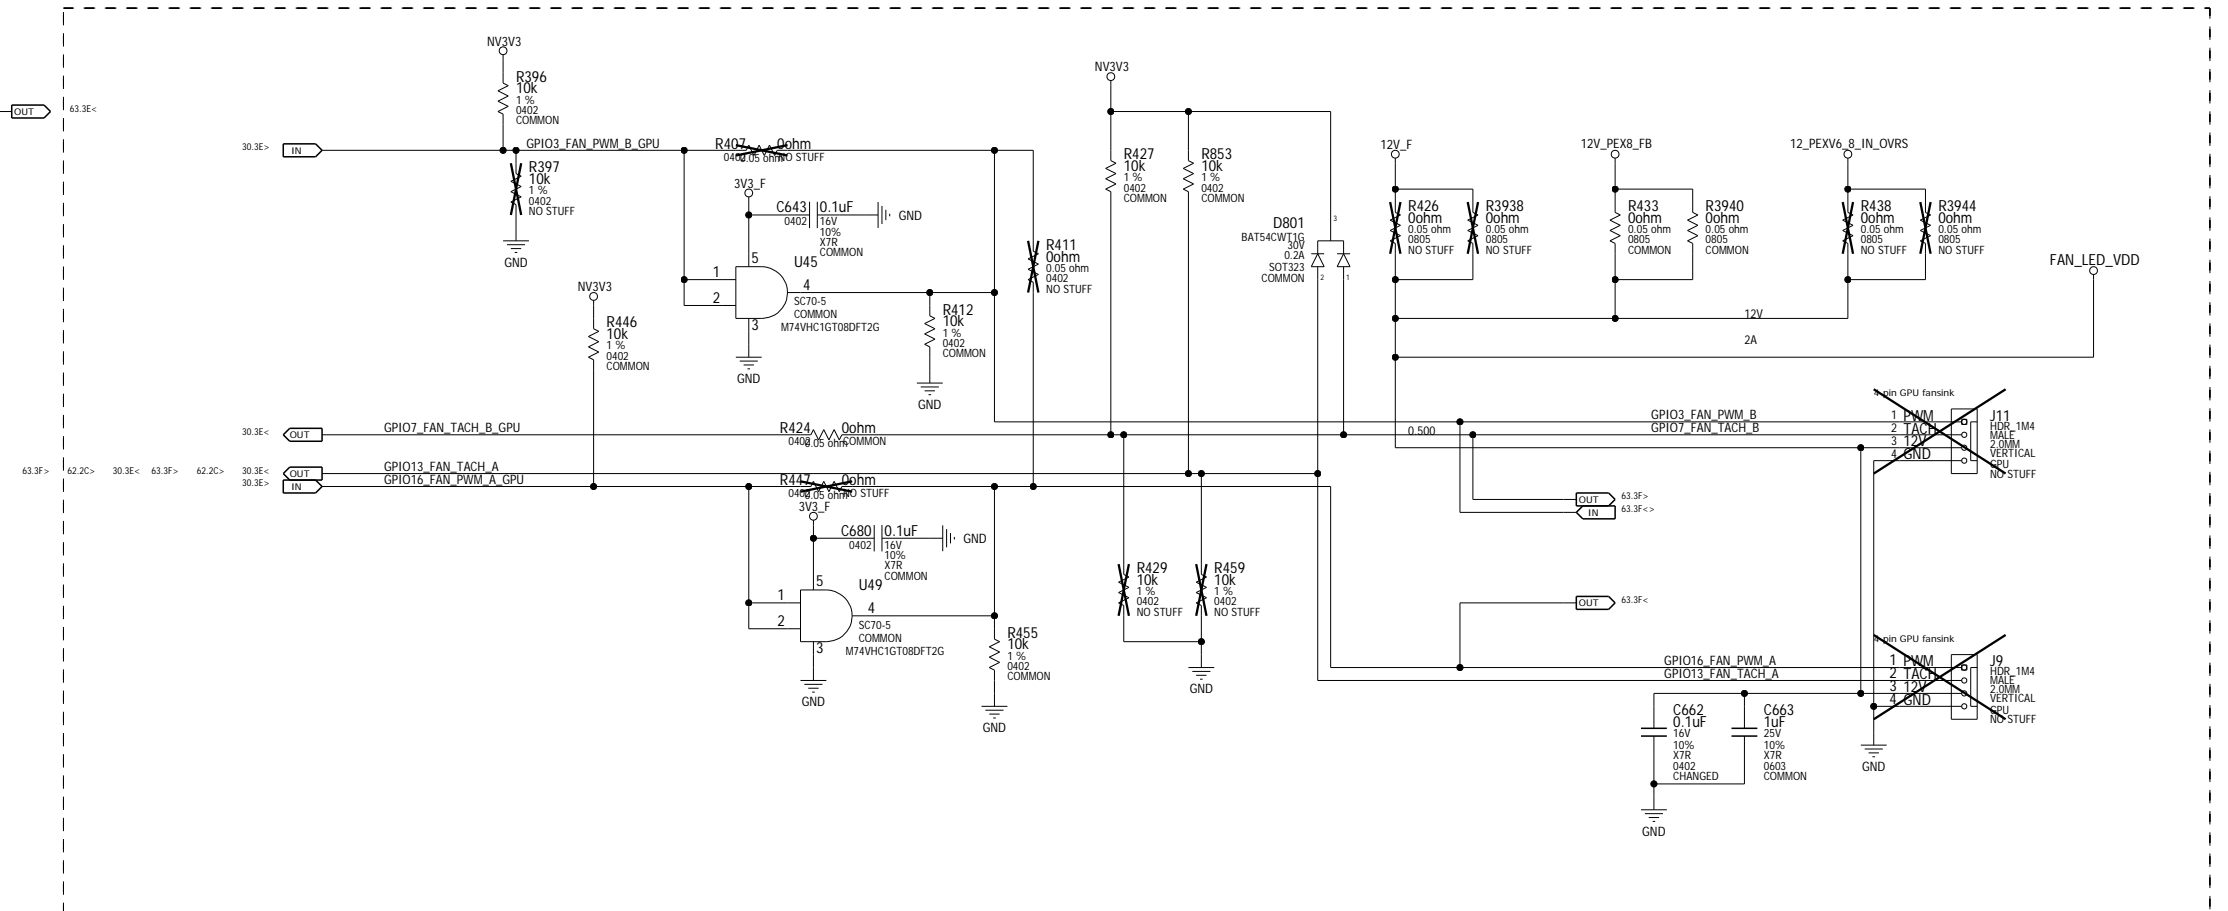 NV3V3
R396
10k
1 %
0402
COMMON
OUT
63.3E<
30.3E>
IN
GPIO3_FAN_PWM_B_GPU
R397
10k
1 %
0402
NO STUFF
GND
R407
0ohm
0402
0.05 ohm
NO STUFF
3V3_F
C643
0402
0.1uF
16V
10%
X7R
COMMON
GND
U45
5
1
2
4
3
SC70-5
COMMON
M74VHC1GT08DFT2G
GND
R412
10k
1 %
0402
COMMON
GND
R411
0ohm
0.05 ohm
0402
NO STUFF
NV3V3
R446
10k
1 %
0402
COMMON
NV3V3
R427
10k
1 %
0402
COMMON
R853
10k
1 %
0402
COMMON
D801
BAT54CWT1G
30V
0.2A
SOT323
COMMON
3
2
1
12V_F
R426
0ohm
0.05 ohm
0805
NO STUFF
R3938
0ohm
0.05 ohm
0805
NO STUFF
12V_PEX8_FB
R433
0ohm
0.05 ohm
0805
COMMON
R3940
0ohm
0.05 ohm
0805
COMMON
12_PEXV6_8_IN_OVRS
R438
0ohm
0.05 ohm
0805
NO STUFF
R3944
0ohm
0.05 ohm
0805
NO STUFF
FAN_LED_VDD
12V
2A
30.3E<
OUT
GPIO7_FAN_TACH_B_GPU
R424
0ohm
0402
0.05 ohm
COMMON
63.3F>
62.2C>
30.3E<
63.3F>
62.2C>
30.3E<
OUT
GPIO13_FAN_TACH_A
30.3E>
IN
GPIO16_FAN_PWM_A_GPU
R447
0ohm
0402
0.05 ohm
NO STUFF
3V3_F
C680
0402
0.1uF
16V
10%
X7R
COMMON
GND
U49
5
1
2
4
3
SC70-5
COMMON
M74VHC1GT08DFT2G
GND
R455
10k
1 %
0402
COMMON
GND
R429
10k
1 %
0402
NO STUFF
R459
10k
1 %
0402
NO STUFF
GND
0.500
GPIO3_FAN_PWM_B
GPIO7_FAN_TACH_B
4-pin GPU fansink
1 PWM
2 TACH
3 12V
4 GND
J11
HDR_1M4
MALE
2.0MM
VERTICAL
GPU
NO STUFF
OUT
63.3F>
IN
63.3F<>
OUT
63.3F<
GPIO16_FAN_PWM_A
GPIO13_FAN_TACH_A
4-pin GPU fansink
1 PWM
2 TACH
3 12V
4 GND
J9
HDR_1M4
MALE
2.0MM
VERTICAL
GPU
NO STUFF
C662
0.1uF
16V
10%
X7R
0402
CHANGED
C663
1uF
25V
10%
X7R
0603
COMMON
GND
GND